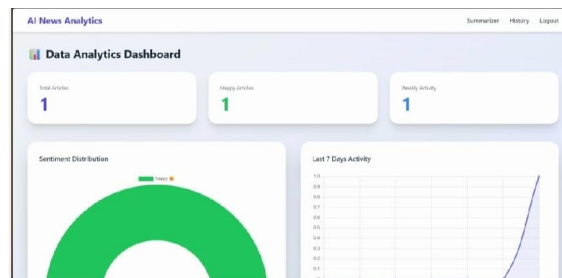 AI News Analytics
Summarizer History Logout
📊 Data Analytics Dashboard
Total Articles
1
Happy Articles
1
Weekly Activity
1
Sentiment Distribution
Happy
Last 7 Days Activity
1.0
0.9
0.8
0.7
0.6
0.5
0.4
0.3
0.2
0.1